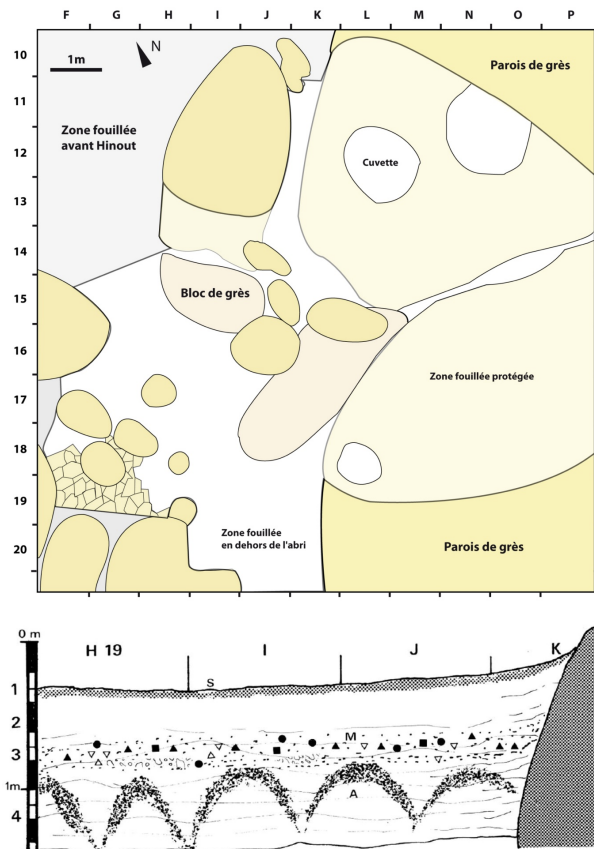 F G H I J K L M N O P
10
N
1m
Parois de grès
11
Zone fouillée
avant Hinout
12
Cuvette
13
14
15
Bloc de grès
16
Zone fouillée protégée
17
18
19
Zone fouillée
en dehors de l'abri
20
Parois de grès
0 m
H 19 I J K
1
S
2
M
3
1m
A
4